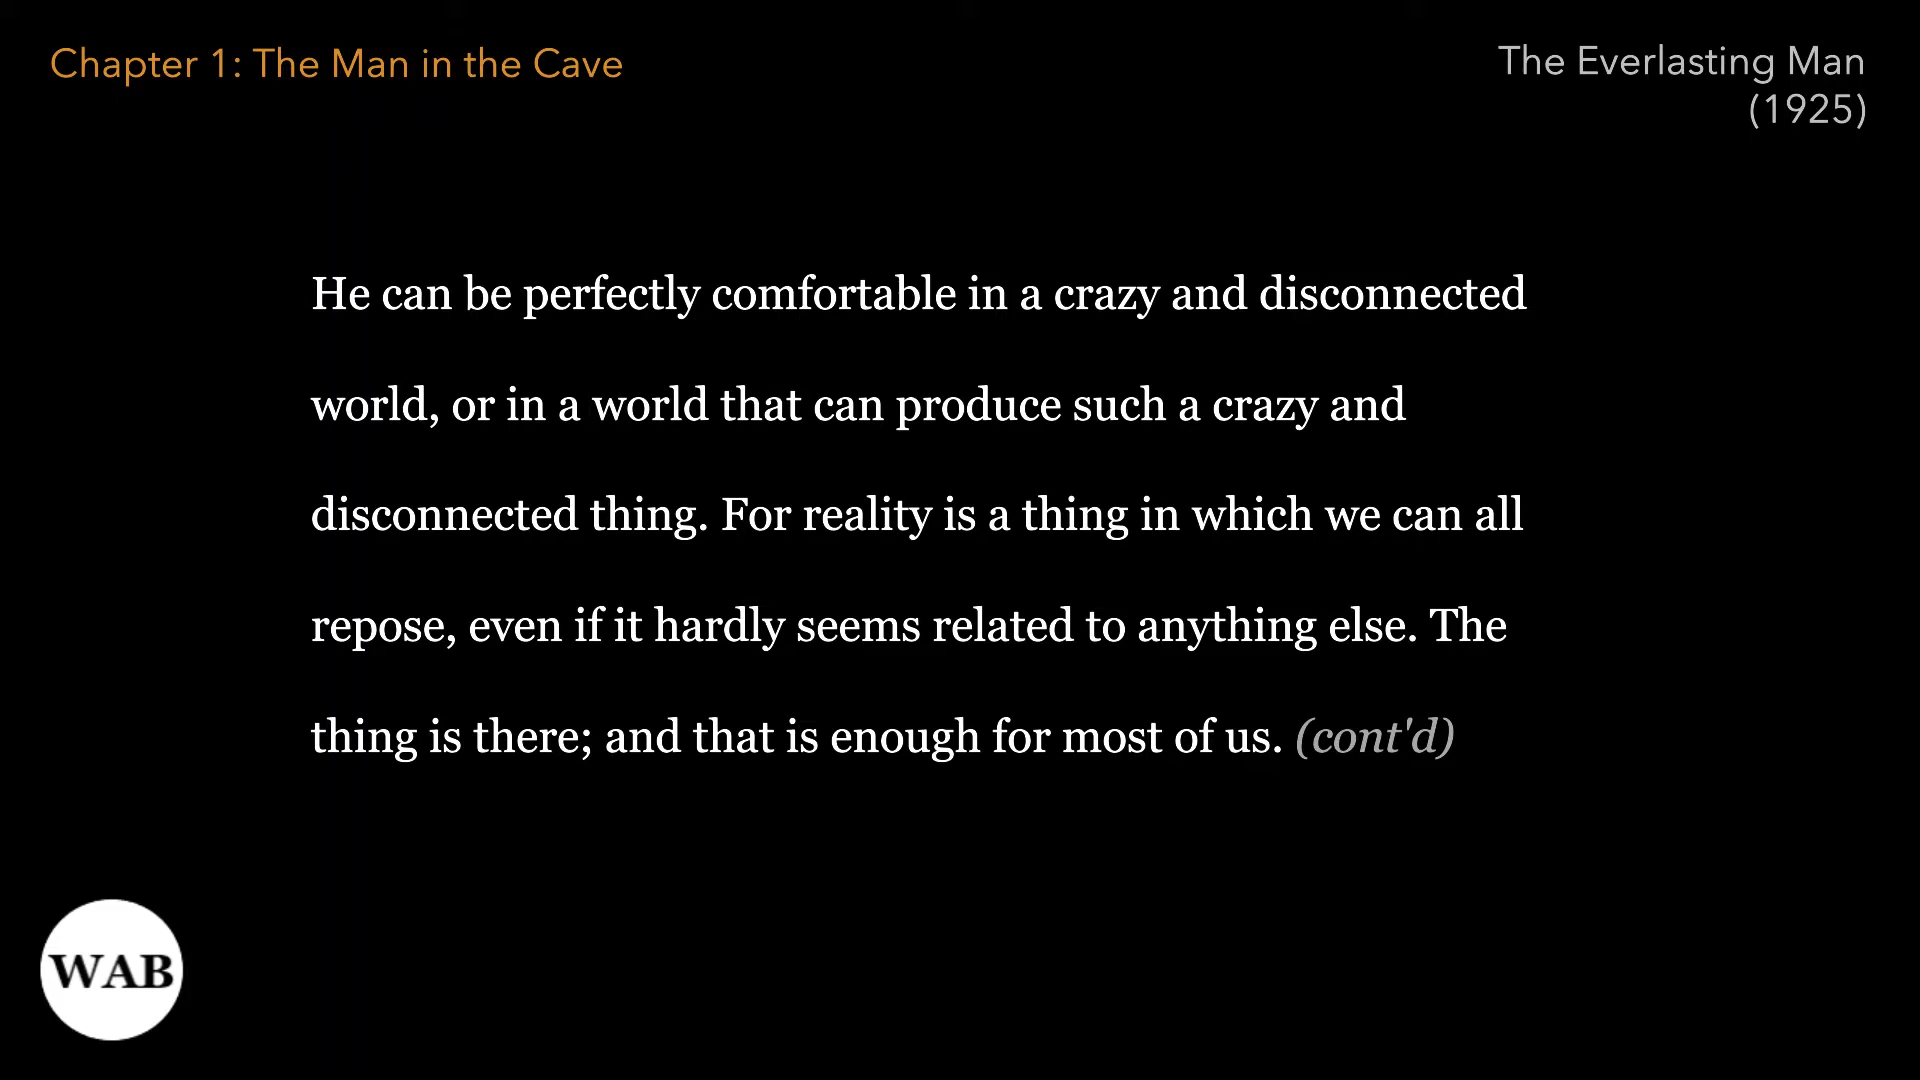 Chapter 1: The Man in the Cave
The Everlasting Man
(1925)
He can be perfectly comfortable in a crazy and disconnected
world, or in a world that can produce such a crazy and
disconnected thing. For reality is a thing in which we can all
repose, even if it hardly seems related to anything else. The
thing is there; and that is enough for most of us. (cont'd)
WAB